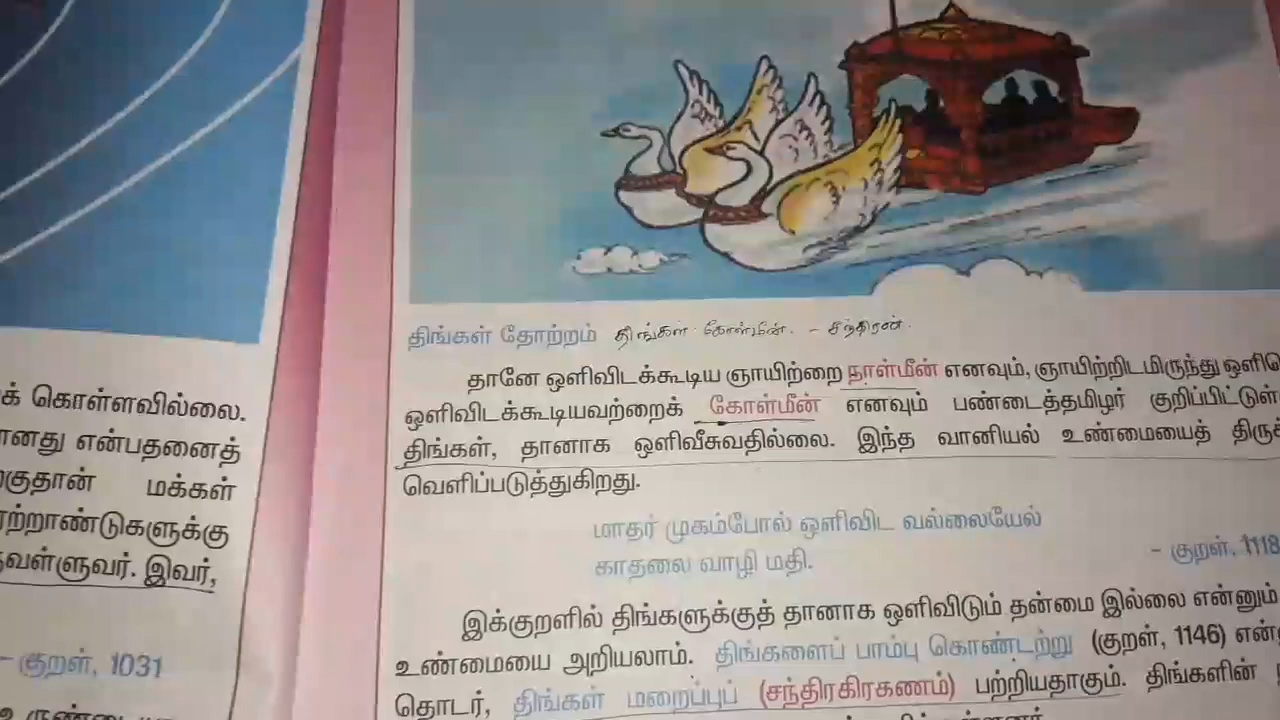 க் கொள்ளவில்லை.
னது என்பதனைத்
குதான் மக்கள்
ற்றாண்டுகளுக்கு
வள்ளுவர். இவர்,
– குறள், 1031
திங்கள் தோற்றம் திங்கள் கோள்மீன். - சந்திரன்.
தானே ஒளிவிடக்கூடிய ஞாயிற்றை நாள்மீன் எனவும், ஞாயிற்றிடமிருந்து ஒளி
ஒளிவிடக்கூடியவற்றைக் கோள்மீன் எனவும் பண்டைத்தமிழர் குறிப்பிட்டுள்
திங்கள், தானாக ஒளிவீசுவதில்லை. இந்த வானியல் உண்மையைத் திருக்
வெளிப்படுத்துகிறது.
மாதர் முகம்போல் ஒளிவிட வல்லையேல்
காதலை வாழி மதி.
– குறள், 1118
இக்குறளில் திங்களுக்குத் தானாக ஒளிவிடும் தன்மை இல்லை என்னும்
உண்மையை அறியலாம். திங்களைப் பாம்பு கொண்டற்று (குறள், 1146) என்
தொடர், திங்கள் மறைப்புப் (சந்திரகிரகணம்) பற்றியதாகும். திங்களின்